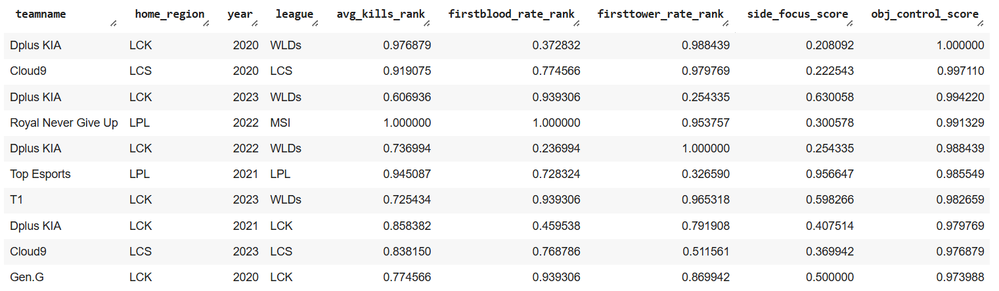 teamname home_region year league avg_kills_rank firstblood_rate_rank firsttower_rate_rank side_focus_score obj_control_score
Dplus KIA LCK 2020 WLDs 0.976879 0.372832 0.988439 0.208092 1.000000
Cloud9 LCS 2020 LCS 0.919075 0.774566 0.979769 0.222543 0.997110
Dplus KIA LCK 2023 WLDs 0.606936 0.939306 0.254335 0.630058 0.994220
Royal Never Give Up LPL 2022 MSI 1.000000 1.000000 0.953757 0.300578 0.991329
Dplus KIA LCK 2022 WLDs 0.736994 0.236994 1.000000 0.254335 0.988439
Top Esports LPL 2021 LPL 0.945087 0.728324 0.326590 0.956647 0.985549
T1 LCK 2023 WLDs 0.725434 0.939306 0.965318 0.598266 0.982659
Dplus KIA LCK 2021 LCK 0.858382 0.459538 0.791908 0.407514 0.979769
Cloud9 LCS 2023 LCS 0.838150 0.768786 0.511561 0.369942 0.976879
Gen.G LCK 2020 LCK 0.774566 0.939306 0.869942 0.500000 0.973988